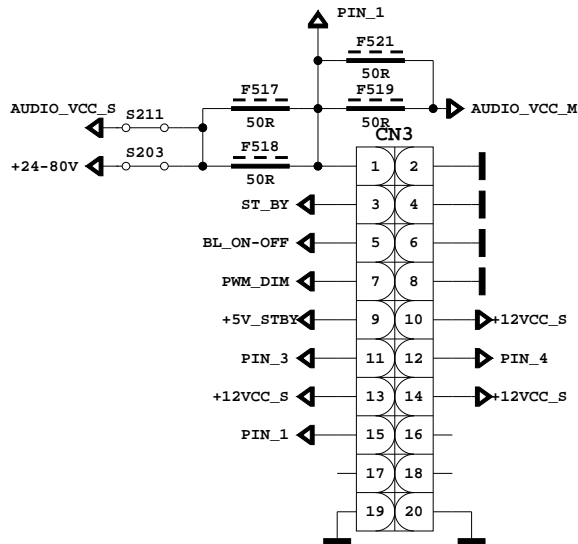 PIN_1
F521
50R
F517
F519
AUDIO_VCC_S
S211
50R
50R
AUDIO_VCC_M
CN3
+24-80V
S203
F518
50R
1 2
ST_BY 3 4
BL_ON-OFF 5 6
PWM_DIM 7 8
+5V_STBY 9 10 +12VCC_S
PIN_3 11 12 PIN_4
+12VCC_S 13 14 +12VCC_S
PIN_1 15 16
17 18
19 20